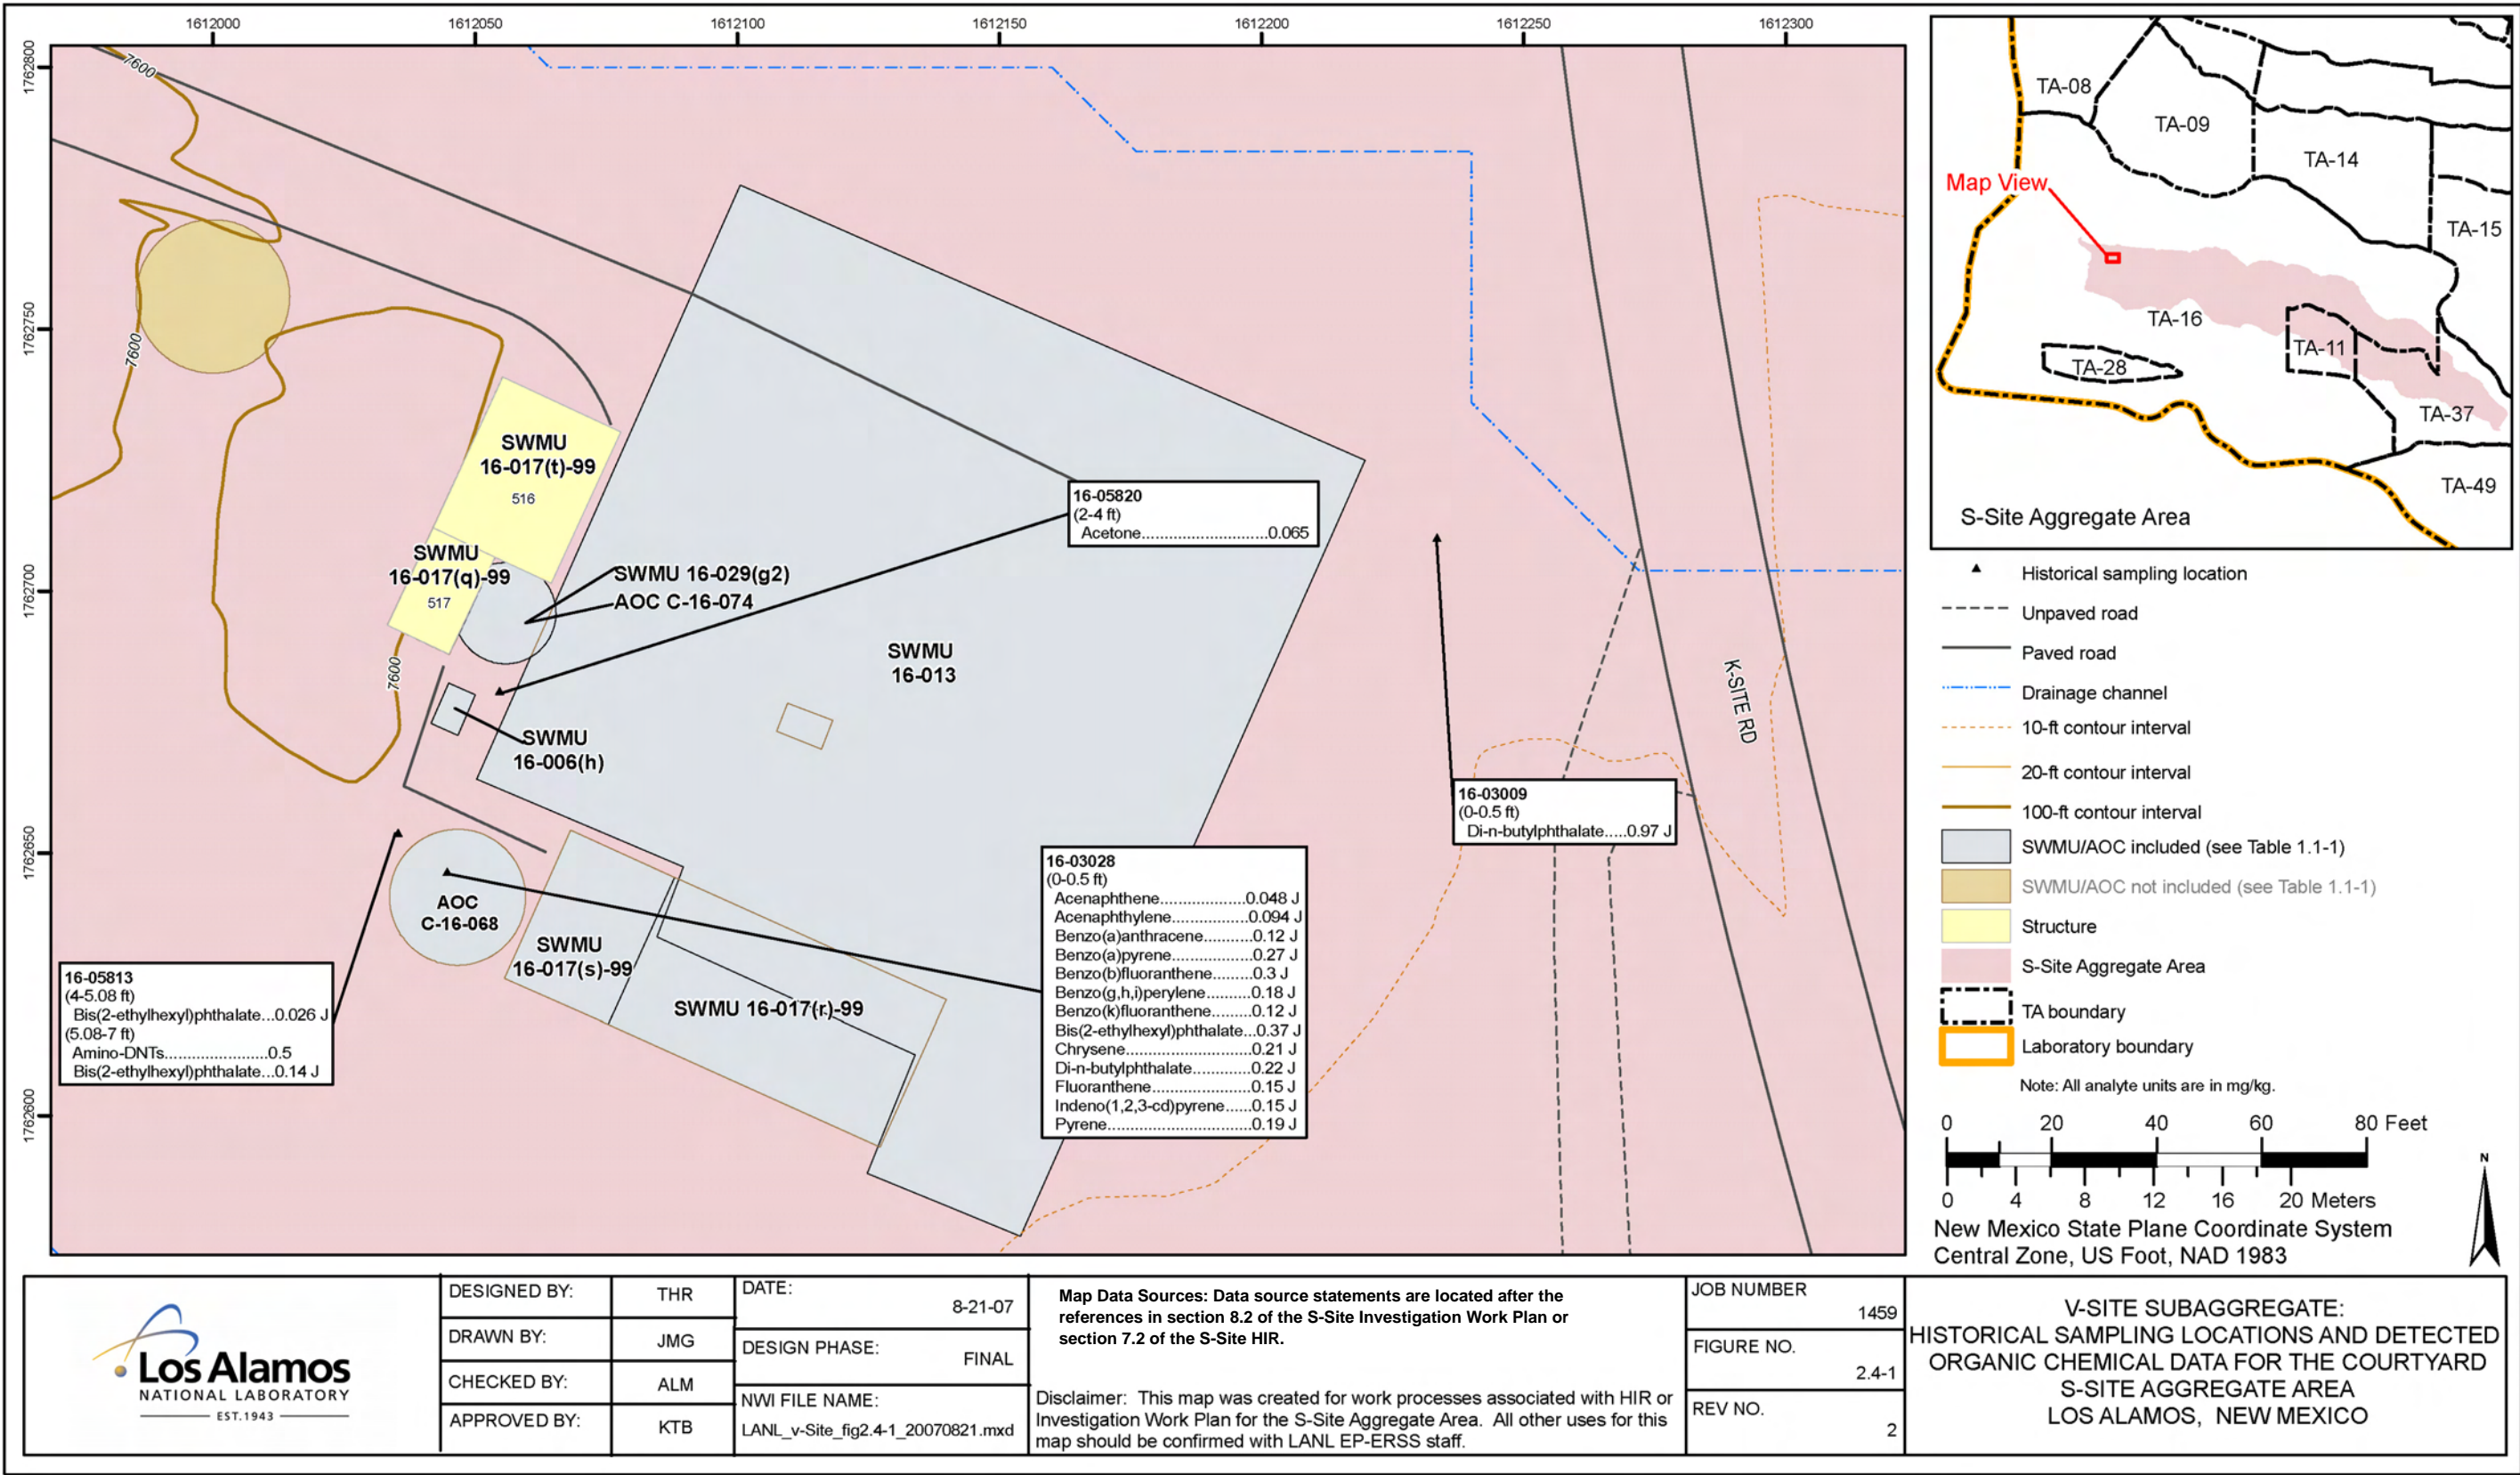 1612000
1612050
1612100
1612150
1612200
1612250
1612300
1762800
1762750
1762700
1762650
1762600
7600
7600
7600
SWMU
16-017(t)-99
516
SWMU
16-017(q)-99
517
SWMU 16-029(g2)
AOC C-16-074
16-05820
(2-4 ft)
Acetone............................0.065
SWMU
16-013
SWMU
16-006(h)
K-SITE RD
16-03009
(0-0.5 ft)
Di-n-butylphthalate.....0.97 J
AOC
C-16-068
SWMU
16-017(s)-99
SWMU 16-017(r)-99
16-05813
(4-5.08 ft)
Bis(2-ethylhexyl)phthalate...0.026 J
(5.08-7 ft)
Amino-DNTs......................0.5
Bis(2-ethylhexyl)phthalate...0.14 J
16-03028
(0-0.5 ft)
Acenaphthene..................0.048 J
Acenaphthylene................0.094 J
Benzo(a)anthracene..........0.12 J
Benzo(a)pyrene................0.27 J
Benzo(b)fluoranthene........0.3 J
Benzo(g,h,i)perylene.........0.18 J
Benzo(k)fluoranthene........0.12 J
Bis(2-ethylhexyl)phthalate...0.37 J
Chrysene...........................0.21 J
Di-n-butylphthalate............0.22 J
Fluoranthene.....................0.15 J
Indeno(1,2,3-cd)pyrene......0.15 J
Pyrene...............................0.19 J
TA-08
TA-09
TA-14
TA-15
Map View
TA-16
TA-11
TA-28
TA-37
TA-49
S-Site Aggregate Area
Historical sampling location
Unpaved road
Paved road
Drainage channel
10-ft contour interval
20-ft contour interval
100-ft contour interval
SWMU/AOC included (see Table 1.1-1)
SWMU/AOC not included (see Table 1.1-1)
Structure
S-Site Aggregate Area
TA boundary
Laboratory boundary
Note: All analyte units are in mg/kg.
0 20 40 60 80 Feet
0 4 8 12 16 20 Meters
N
New Mexico State Plane Coordinate System
Central Zone, US Foot, NAD 1983
Los Alamos
NATIONAL LABORATORY
EST.1943
DESIGNED BY: THR
DRAWN BY: JMG
CHECKED BY: ALM
APPROVED BY: KTB
DATE:
8-21-07
DESIGN PHASE:
FINAL
NWI FILE NAME:
LANL_v-Site_fig2.4-1_20070821.mxd
Map Data Sources: Data source statements are located after the
references in section 8.2 of the S-Site Investigation Work Plan or
section 7.2 of the S-Site HIR.
Disclaimer: This map was created for work processes associated with HIR or
Investigation Work Plan for the S-Site Aggregate Area. All other uses for this
map should be confirmed with LANL EP-ERSS staff.
JOB NUMBER
1459
FIGURE NO.
2.4-1
REV NO.
2
V-SITE SUBAGGREGATE:
HISTORICAL SAMPLING LOCATIONS AND DETECTED
ORGANIC CHEMICAL DATA FOR THE COURTYARD
S-SITE AGGREGATE AREA
LOS ALAMOS, NEW MEXICO